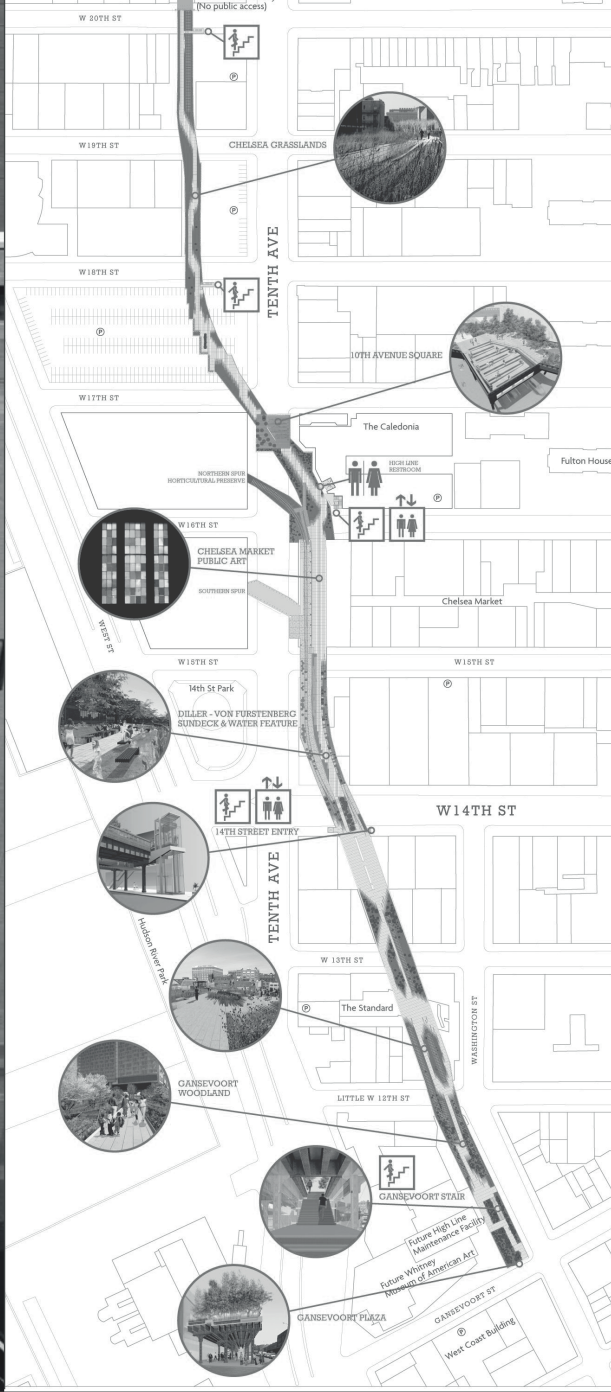 (No public access)
W 20TH ST
P
W19TH ST
CHELSEA GRASSLANDS
P
TENTH AVE
W18TH ST
P
10TH AVENUE SQUARE
W17TH ST
The Caledonia
HIGH LINE
RESTROOM
Fulton House
NORTHERN SPUR
HORTICULTURAL PRESERVE
P
W16TH ST
CHELSEA MARKET
PUBLIC ART
SOUTHERN SPUR
Chelsea Market
WEST ST
W15TH ST
W15TH ST
P
14th St Park
DILLER - VON FURSTENBERG
SUNDECK & WATER FEATURE
W14TH ST
14TH STREET ENTRY
TENTH AVE
Hudson River Park
W 13TH ST
P
The Standard
WASHINGTON ST
GANSEVOORT
WOODLAND
LITTLE W 12TH ST
GANSEVOORT STAIR
Future High Line
Maintenance Facility
Future Whitney
Museum of American Art
GANSEVOORT PLAZA
GANSEVOORT ST
P
West Coast Building